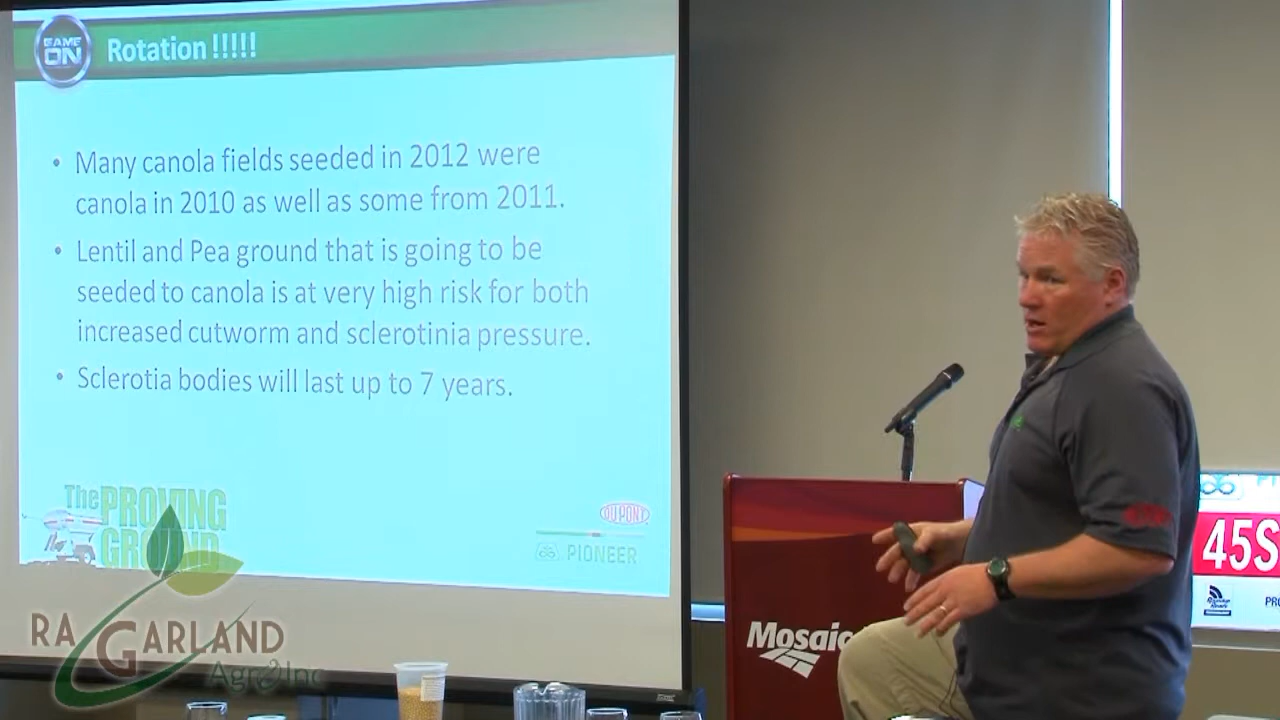 GAME
ON
Rotation !!!!!
• Many canola fields seeded in 2012 were
canola in 2010 as well as some from 2011.
• Lentil and Pea ground that is going to be
seeded to canola is at very high risk for both
increased cutworm and sclerotinia pressure.
• Sclerotia bodies will last up to 7 years.
The PROVING
GROUND
DUPONT
PIONEER
RA GARLAND
Agro Inc
Mosaic
45S